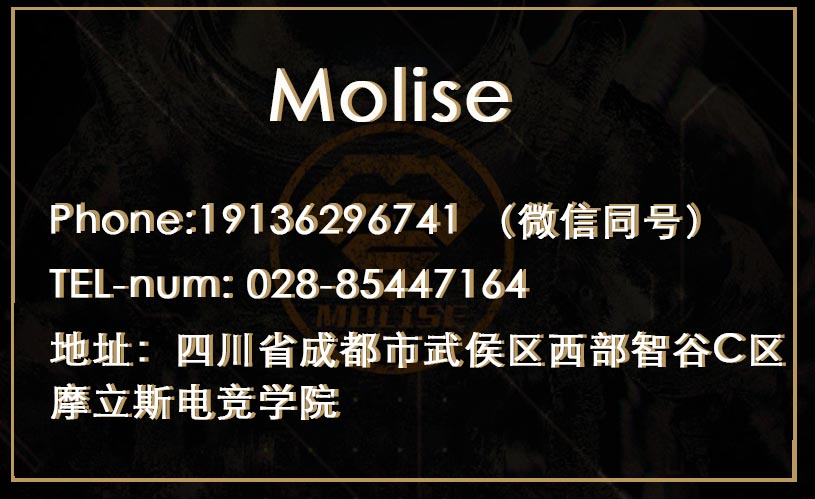 Molise
Phone:19136296741 （微信同号）
TEL-num: 028-85447164
MOLISE
地址：四川省成都市武侯区西部智谷C区
摩立斯电竞学院